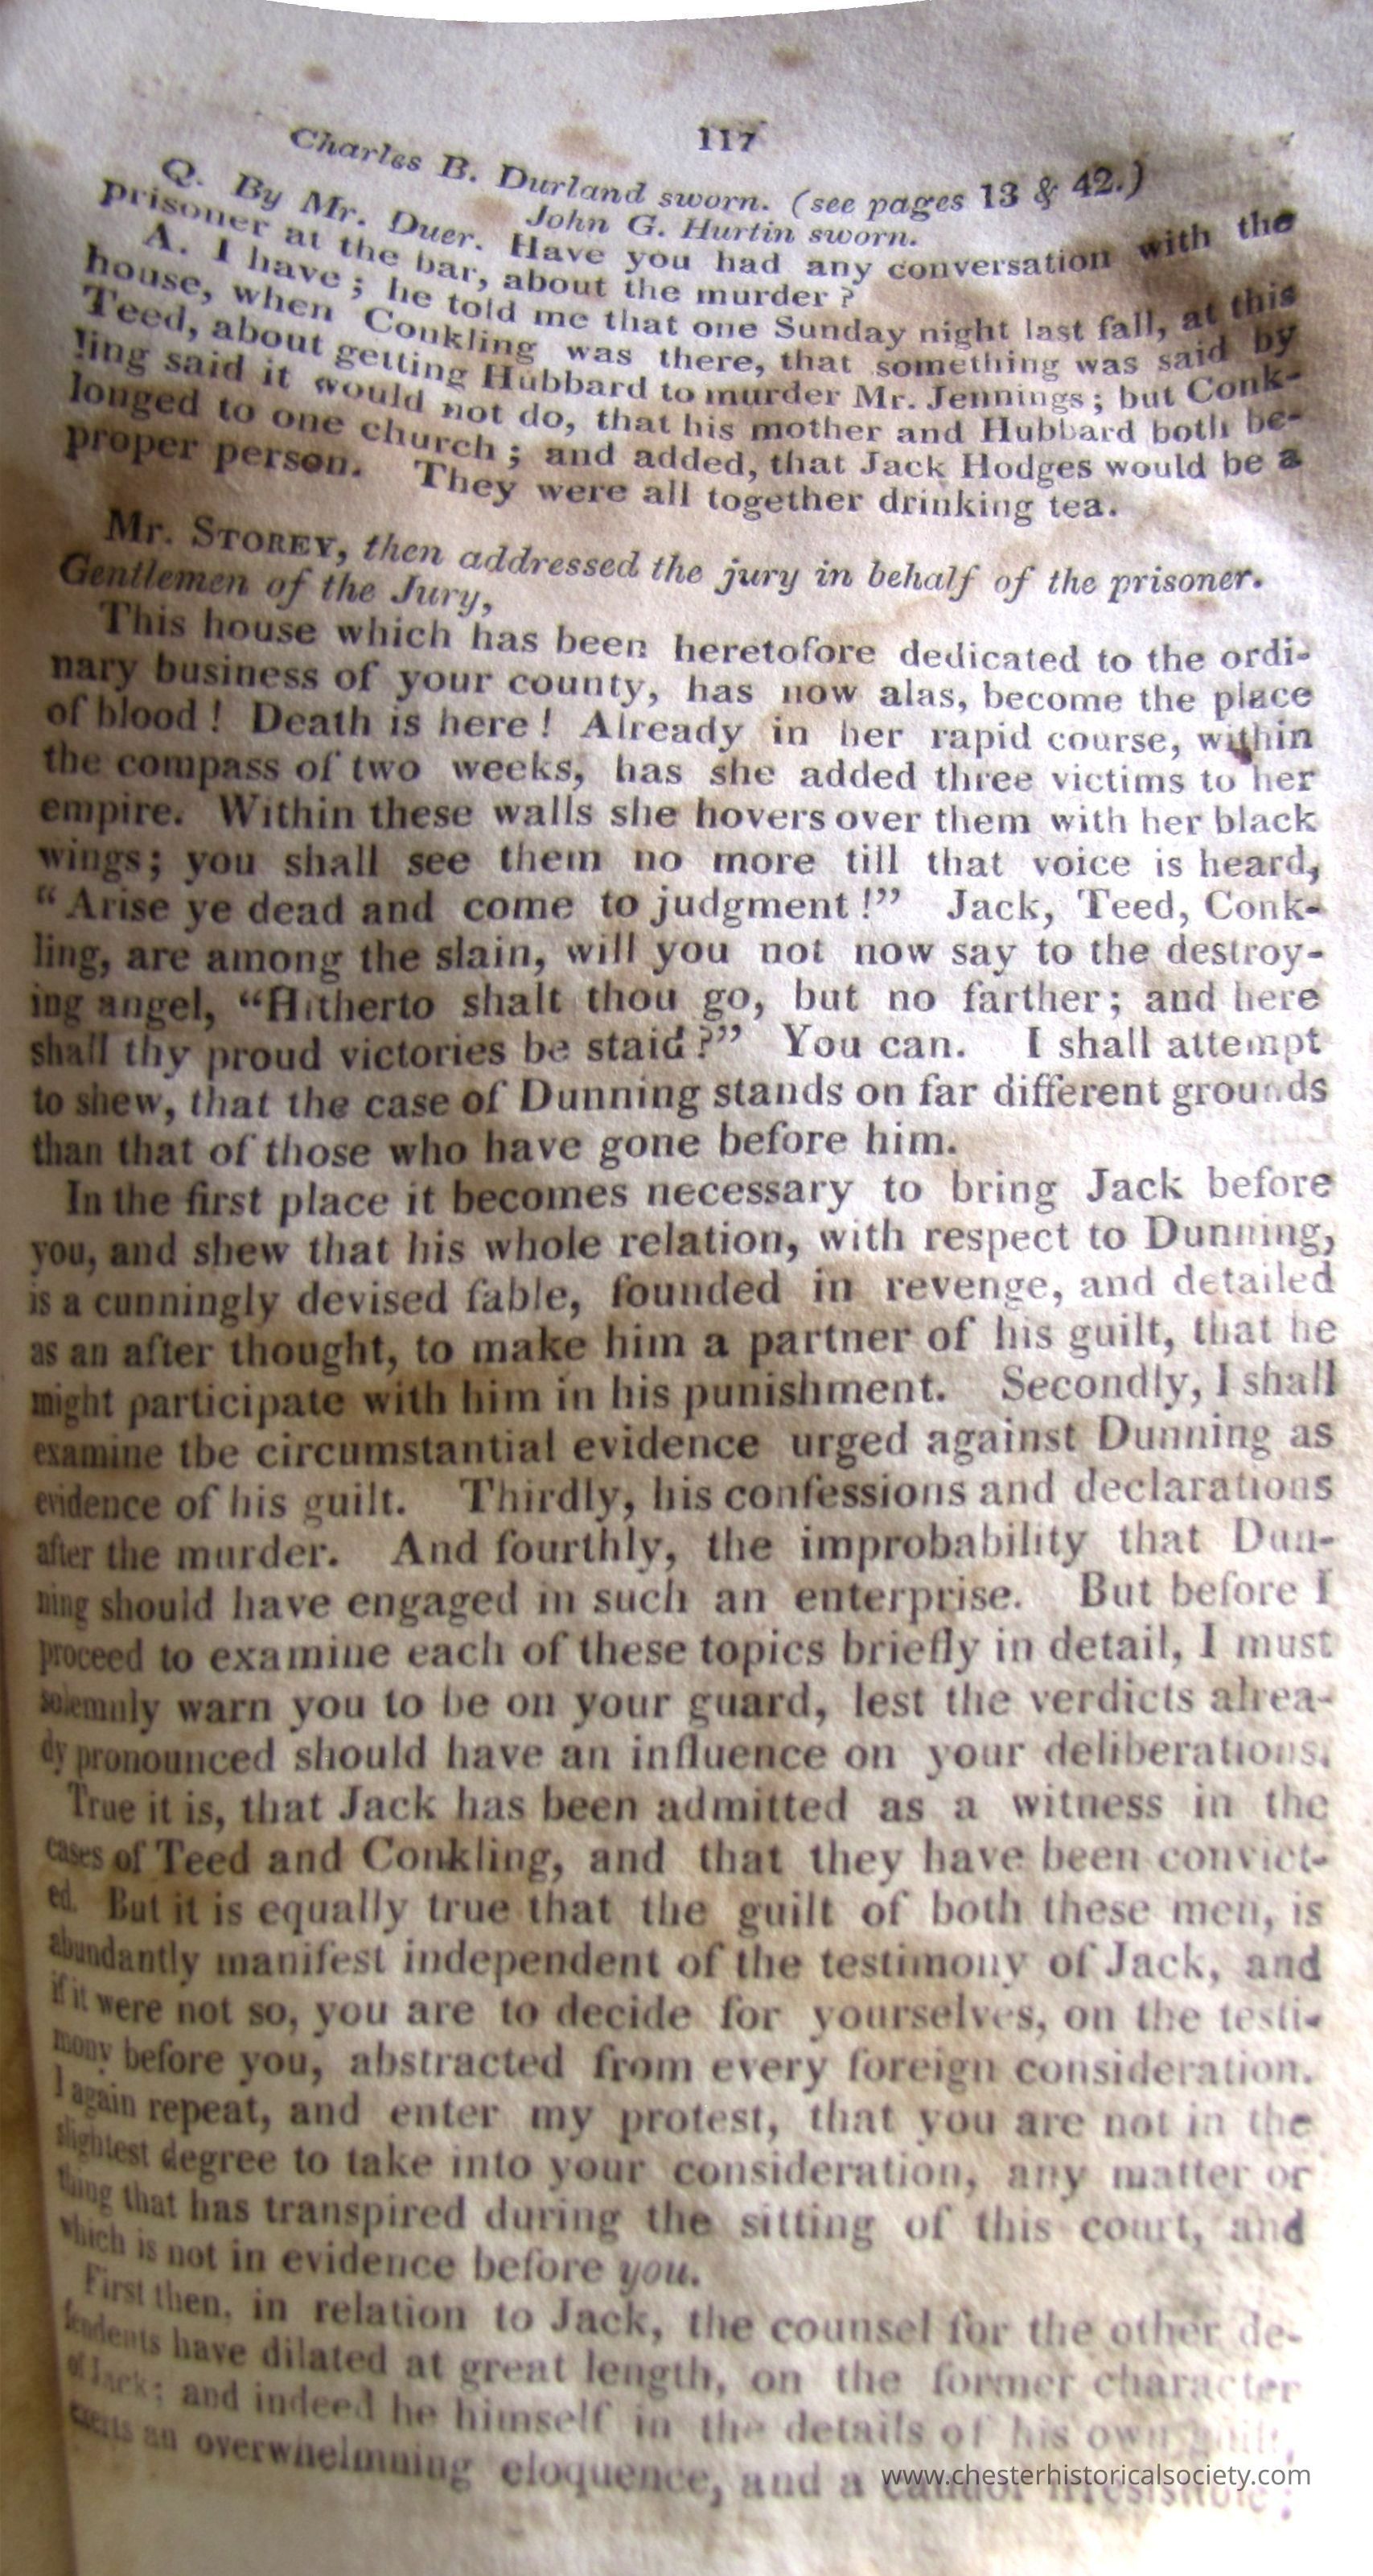 117
Charles B. Durland sworn. (see pages 13 & 42.)
John G. Hurtin sworn.
Q. By Mr. Duer. Have you had any conversation with the
prisoner at the bar, about the murder?
A. I have; he told me that one Sunday night last fall, at this
house, when Conkling was there, that something was said by
Teed, about getting Hubbard to murder Mr. Jennings; but Conk-
ling said it would not do, that his mother and Hubbard both be-
longed to one church; and added, that Jack Hodges would be a
proper person. They were all together drinking tea.
Mr. STOREY, then addressed the jury in behalf of the prisoner.
Gentlemen of the Jury,
This house which has been heretofore dedicated to the ordi-
nary business of your county, has now alas, become the place
of blood! Death is here! Already in her rapid course, within
the compass of two weeks, has she added three victims to her
empire. Within these walls she hovers over them with her black
wings; you shall see them no more till that voice is heard,
"Arise ye dead and come to judgment!" Jack, Teed, Conk-
ling, are among the slain, will you not now say to the destroy-
ing angel, "Hitherto shalt thou go, but no farther; and here
shall thy proud victories be staid?" You can. I shall attempt
to shew, that the case of Dunning stands on far different grounds
than that of those who have gone before him.
In the first place it becomes necessary to bring Jack before
you, and shew that his whole relation, with respect to Dunning,
is a cunningly devised fable, founded in revenge, and detailed
as an after thought, to make him a partner of his guilt, that he
might participate with him in his punishment. Secondly, I shall
examine tbe circumstantial evidence urged against Dunning as
evidence of his guilt. Thirdly, his confessions and declarations
after the murder. And fourthly, the improbability that Dun-
ning should have engaged in such an enterprise. But before I
proceed to examine each of these topics briefly in detail, I must
solemnly warn you to be on your guard, lest the verdicts alrea-
dy pronounced should have an influence on your deliberations.
True it is, that Jack has been admitted as a witness in the
cases of Teed and Conkling, and that they have been convict-
ed. But it is equally true that the guilt of both these men, is
abundantly manifest independent of the testimony of Jack, and
if it were not so, you are to decide for yourselves, on the testi-
mony before you, abstracted from every foreign consideration.
I again repeat, and enter my protest, that you are not in the
slightest degree to take into your consideration, any matter or
thing that has transpired during the sitting of this court, and
which is not in evidence before you.
First then, in relation to Jack, the counsel for the other de-
fendents have dilated at great length, on the former character
of Jack; and indeed he himself in the details of his own guilt,
exerts an overwhelmning eloquence, and a candor irresistible;
www.chesterhistoricalsociety.com